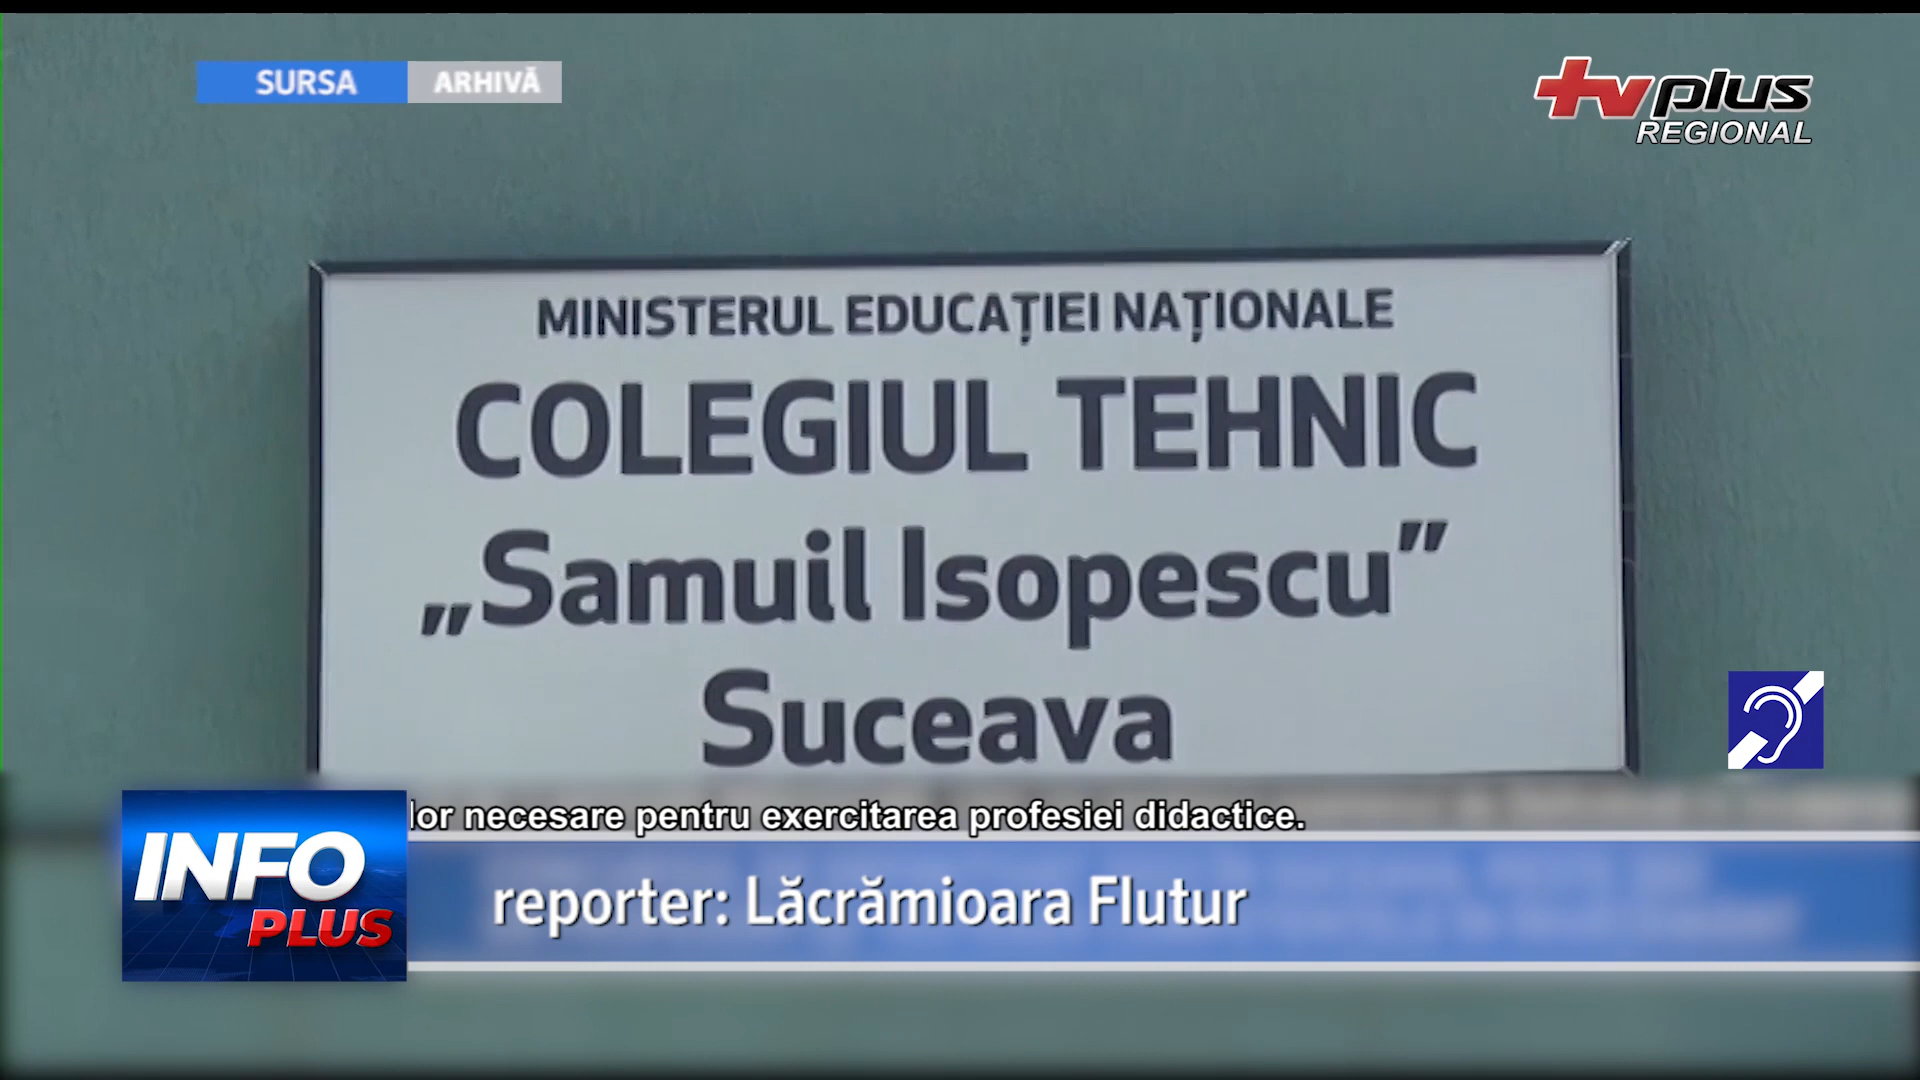 SURSA ARHIVĂ
tvplus
REGIONAL
MINISTERUL EDUCAȚIEI NAȚIONALE
COLEGIUL TEHNIC
„Samuil Isopescu”
Suceava
lor necesare pentru exercitarea profesiei didactice.
INFO
PLUS
reporter: Lăcrămioara Flutur